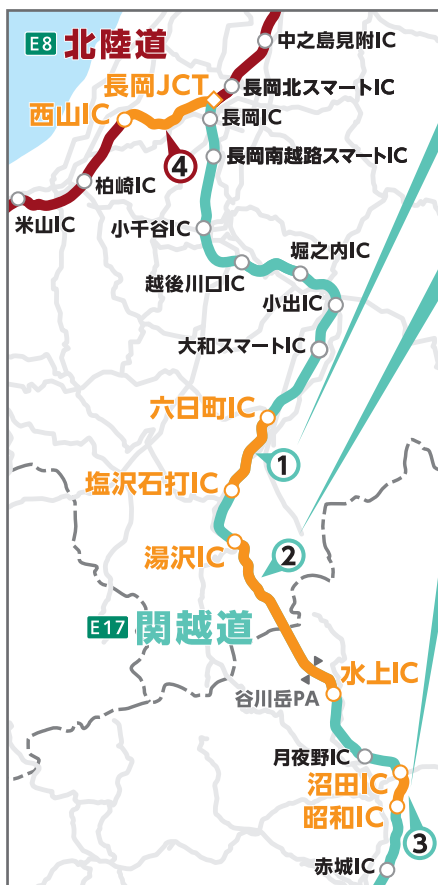 E8 北陸道
中之島見附IC
長岡JCT
長岡北スマートIC
西山IC
長岡IC
4
長岡南越路スマートIC
柏崎IC
米山IC
小千谷IC
堀之内IC
越後川口IC
小出IC
大和スマートIC
六日町IC
1
塩沢石打IC
湯沢IC
2
E17 関越道
水上IC
谷川岳PA
月夜野IC
沼田IC
昭和IC
3
赤城IC